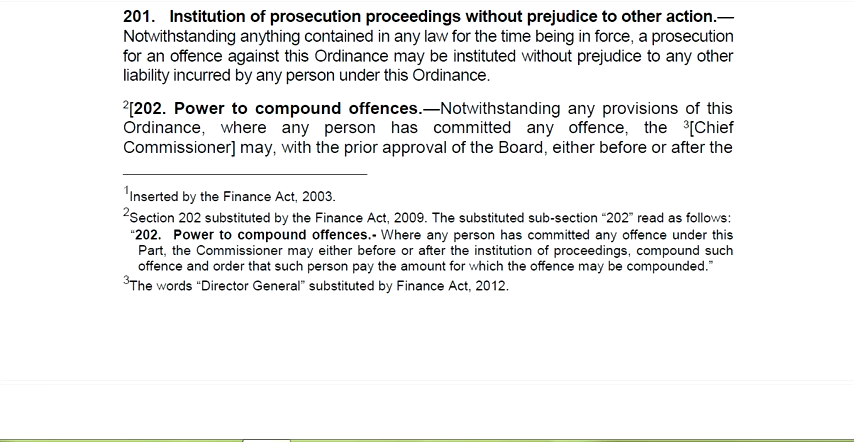 201. Institution of prosecution proceedings without prejudice to other action.—
Notwithstanding anything contained in any law for the time being in force, a prosecution
for an offence against this Ordinance may be instituted without prejudice to any other
liability incurred by any person under this Ordinance.
2[202. Power to compound offences.—Notwithstanding any provisions of this
Ordinance, where any person has committed any offence, the 3[Chief
Commissioner] may, with the prior approval of the Board, either before or after the
1Inserted by the Finance Act, 2003.
2Section 202 substituted by the Finance Act, 2009. The substituted sub-section “202” read as follows:
“202. Power to compound offences.- Where any person has committed any offence under this
Part, the Commissioner may either before or after the institution of proceedings, compound such
offence and order that such person pay the amount for which the offence may be compounded.”
3The words “Director General” substituted by Finance Act, 2012.